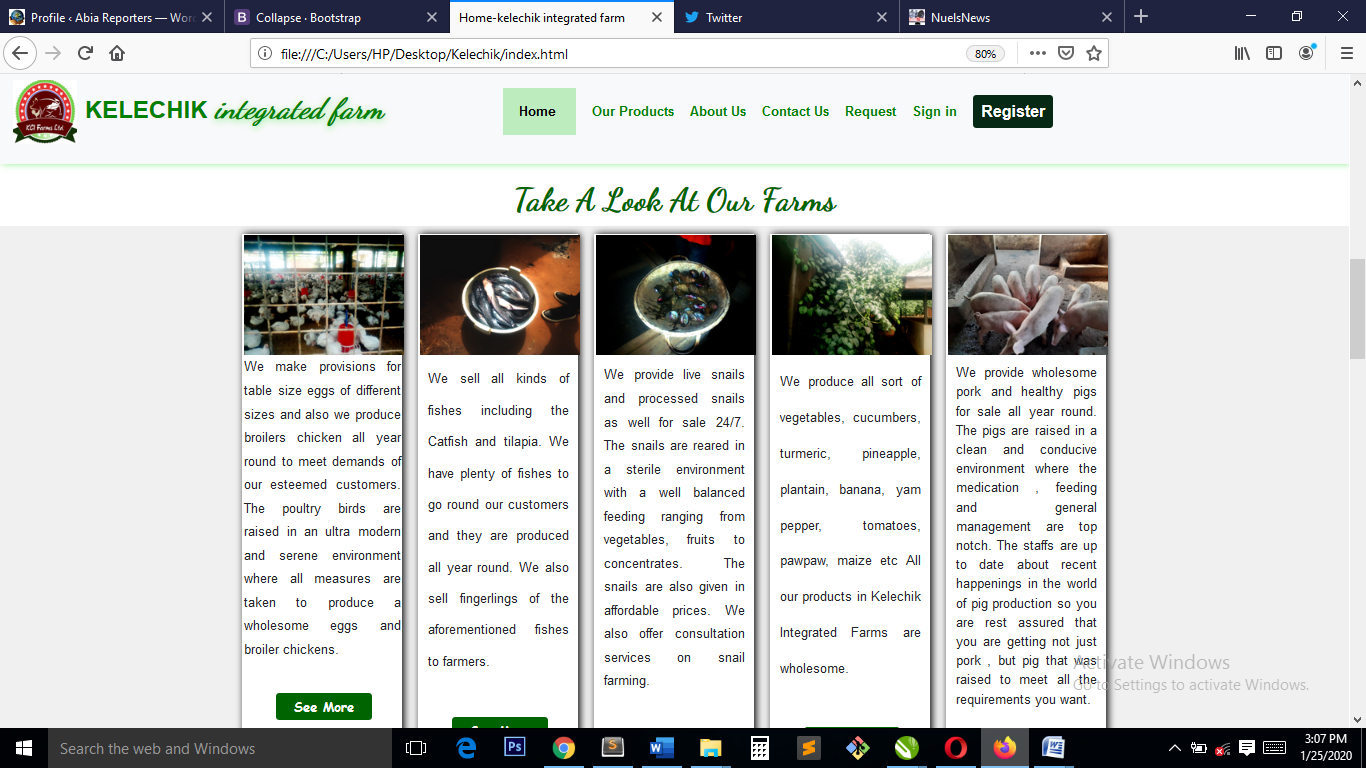 Profile ‹ Abia Reporters — Wor
Collapse · Bootstrap
Home-kelechik integrated farm
Twitter
NuelsNews
file:///C:/Users/HP/Desktop/Kelechik/index.html
80%
KCI Farms Ltd
KELECHIK integrated farm
Home
Our Products
About Us
Contact Us
Request
Sign in
Register
Take A Look At Our Farms
We make provisions for
table size eggs of different
sizes and also we produce
broilers chicken all year
round to meet demands of
our esteemed customers.
The poultry birds are
raised in an ultra modern
and serene environment
where all measures are
taken to produce a
wholesome eggs and
broiler chickens.
See More
We sell all kinds of
fishes including the
Catfish and tilapia. We
have plenty of fishes to
go round our customers
and they are produced
all year round. We also
sell fingerlings of the
aforementioned fishes
to farmers.
We provide live snails
and processed snails
as well for sale 24/7.
The snails are reared in
a sterile environment
with a well balanced
feeding ranging from
vegetables, fruits to
concentrates. The
snails are also given in
affordable prices. We
also offer consultation
services on snail
farming.
We produce all sort of
vegetables, cucumbers,
turmeric, pineapple,
plantain, banana, yam
pepper, tomatoes,
pawpaw, maize etc All
our products in Kelechik
Integrated Farms are
wholesome.
We provide wholesome
pork and healthy pigs
for sale all year round.
The pigs are raised in a
clean and conducive
environment where the
medication , feeding
and general
management are top
notch. The staffs are up
to date about recent
happenings in the world
of pig production so you
are rest assured that
you are getting not just
pork , but pig that was
raised to meet all the
requirements you want.
Activate Windows
Go to Settings to activate Windows.
Search the web and Windows
3:07 PM
1/25/2020